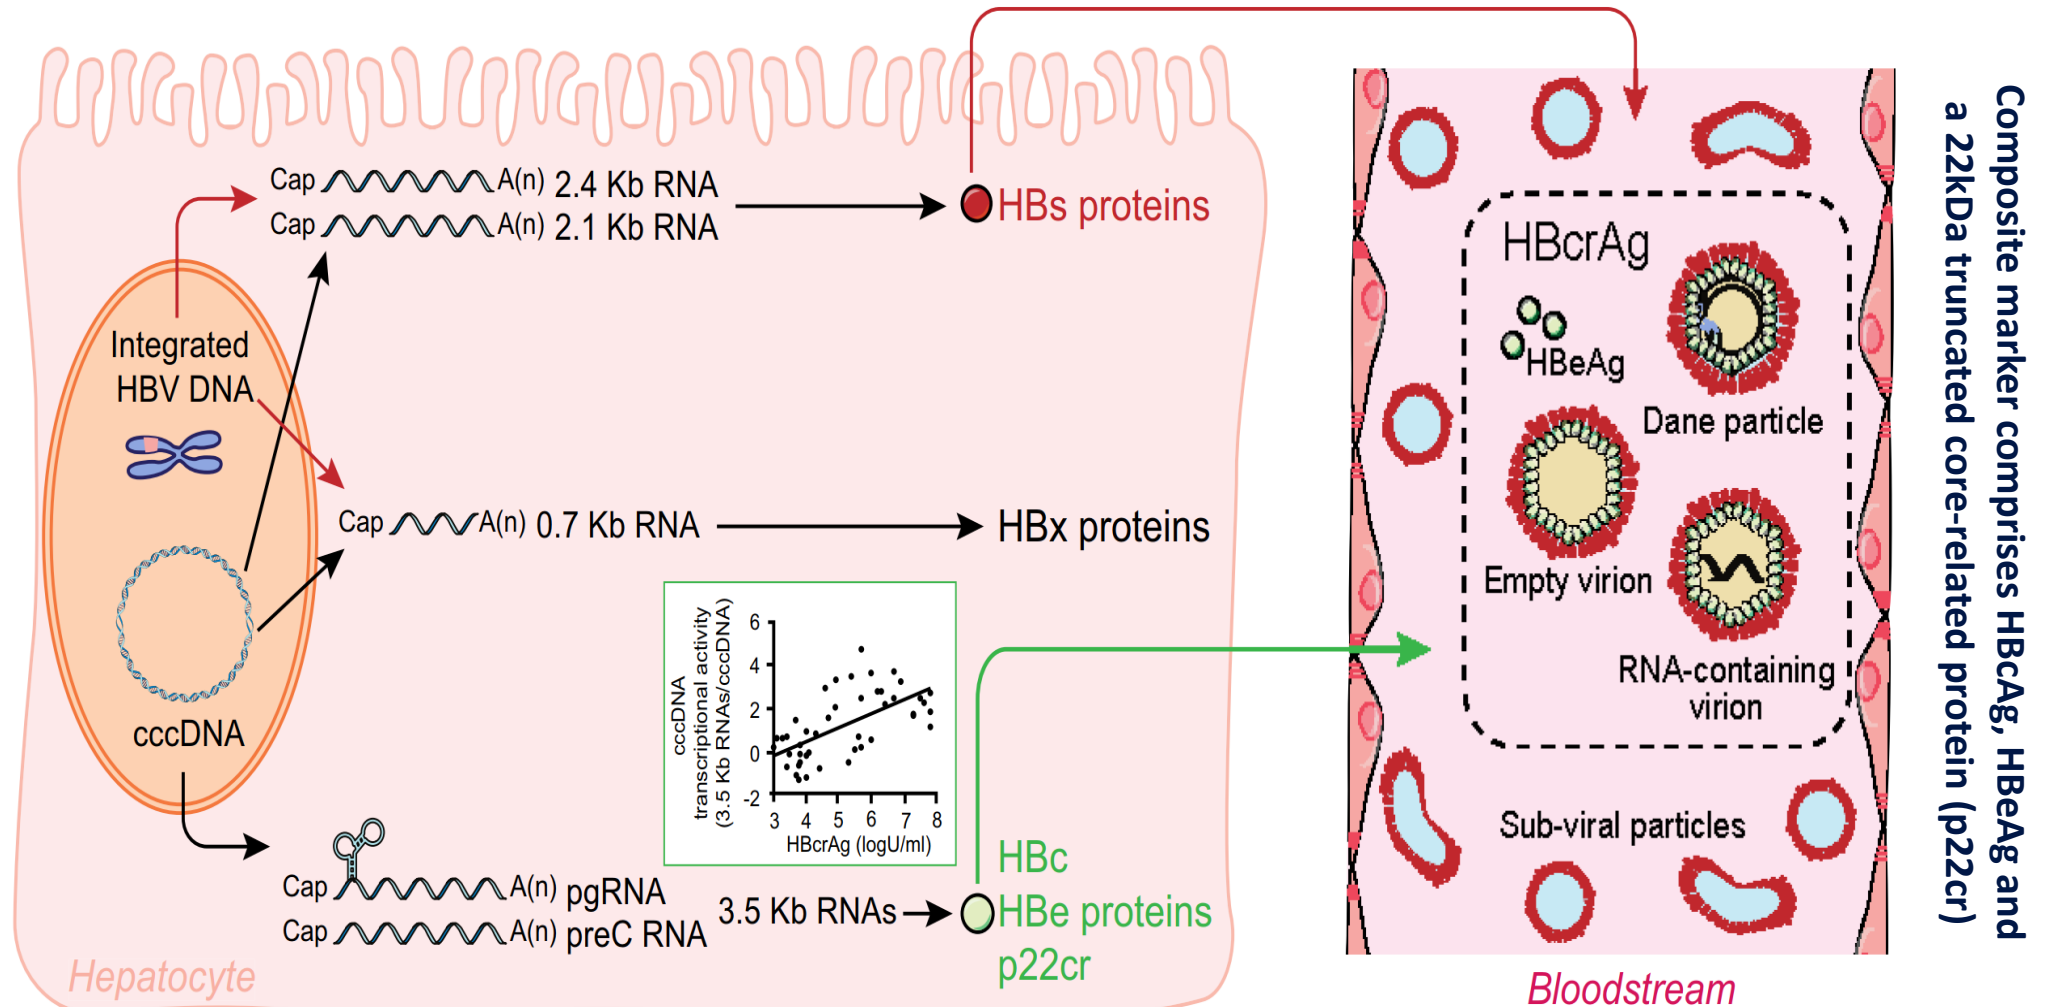 Cap A(n) 2.4 Kb RNA
Cap A(n) 2.1 Kb RNA
HBs proteins
Integrated
HBV DNA
Cap A(n) 0.7 Kb RNA
HBx proteins
cccDNA
cccDNA
transcriptional activity
(3.5 Kb RNAs/cccDNA)
6
4
2
0
-2
3 4 5 6 7 8
HBcrAg (logU/ml)
Cap A(n) pgRNA
Cap A(n) preC RNA
3.5 Kb RNAs
HBc
HBe proteins
p22cr
Hepatocyte
HBcrAg
HBeAg
Dane particle
Empty virion
RNA-containing
virion
Sub-viral particles
Bloodstream
Composite marker comprises HBcAg, HBeAg and
a 22kDa truncated core-related protein (p22cr)